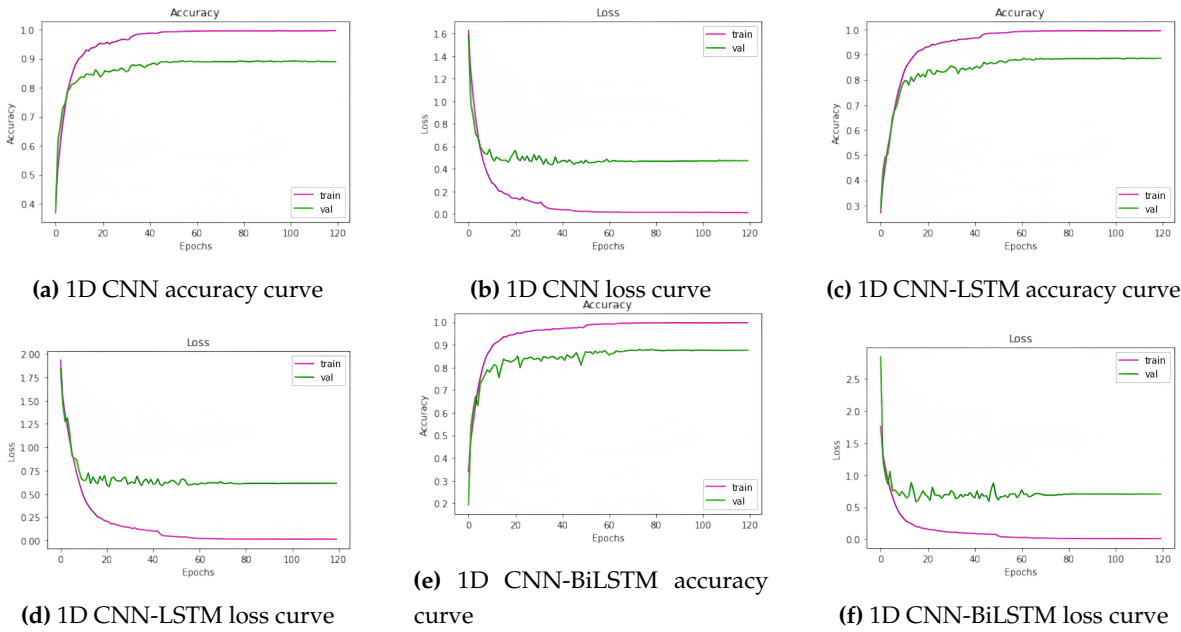 Accuracy
1.0
0.9
0.8
0.7
0.6
0.5
0.4
Accuracy
0 20 40 60 80 100 120
Epochs
train
val
(a) 1D CNN accuracy curve
Loss
1.6
1.4
1.2
1.0
0.8
0.6
0.4
0.2
0.0
Loss
0 20 40 60 80 100 120
Epochs
train
val
(b) 1D CNN loss curve
Accuracy
1.0
0.9
0.8
0.7
0.6
0.5
0.4
0.3
Accuracy
0 20 40 60 80 100 120
Epochs
train
val
(c) 1D CNN-LSTM accuracy curve
Loss
2.00
1.75
1.50
1.25
1.00
0.75
0.50
0.25
0.00
Loss
0 20 40 60 80 100 120
Epochs
train
val
(d) 1D CNN-LSTM loss curve
Accuracy
1.0
0.9
0.8
0.7
0.6
0.5
0.4
0.3
0.2
Accuracy
0 20 40 60 80 100 120
Epochs
train
val
(e) 1D CNN-BiLSTM accuracy
curve
Loss
2.5
2.0
1.5
1.0
0.5
0.0
Loss
0 20 40 60 80 100 120
Epochs
train
val
(f) 1D CNN-BiLSTM loss curve